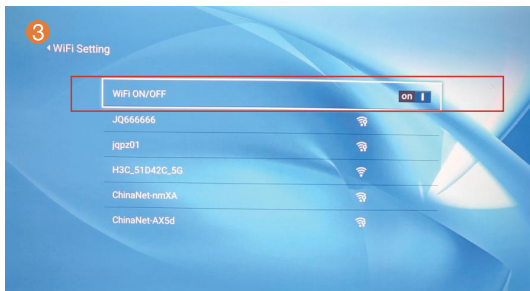 3
WiFi Setting
WiFi ON/OFF
on
JQ666666
jqpz01
H3C_51D42C_5G
ChinaNet-nmXA
ChinaNet-AX5d